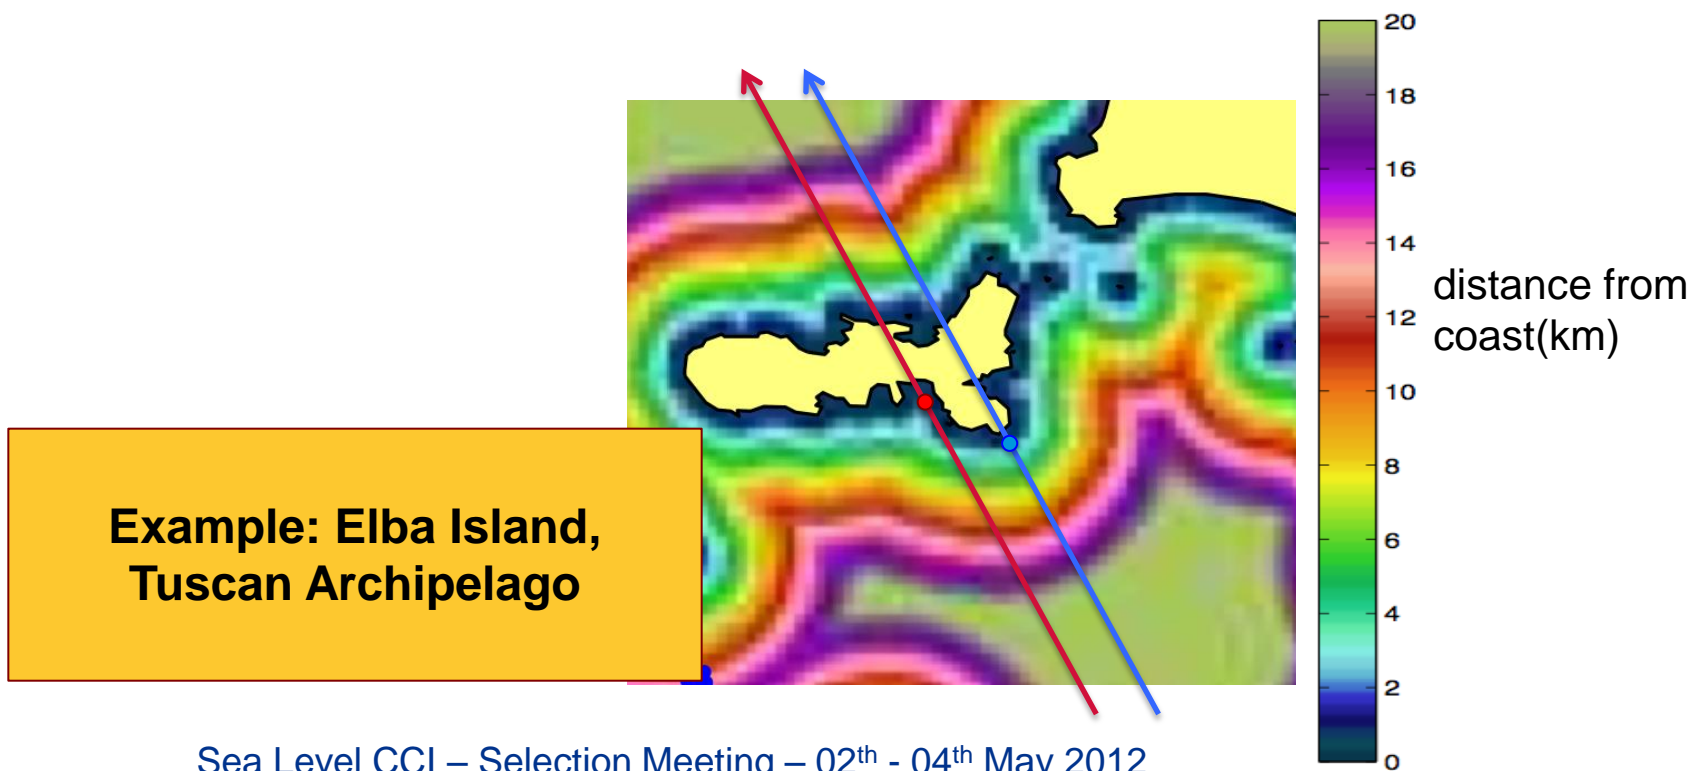 20
18
16
14
12
10
8
6
4
2
0
distance from
coast(km)
Example: Elba Island,
Tuscan Archipelago
Sea Level CCI – Selection Meeting – 02th - 04th May 2012